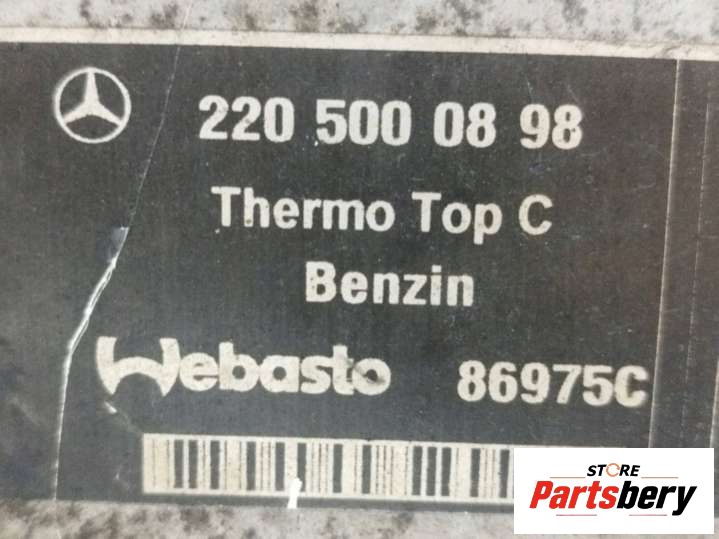 220 500 08 98
Thermo Top C
Benzin
Webasto 86975C
STORE
Partsbery